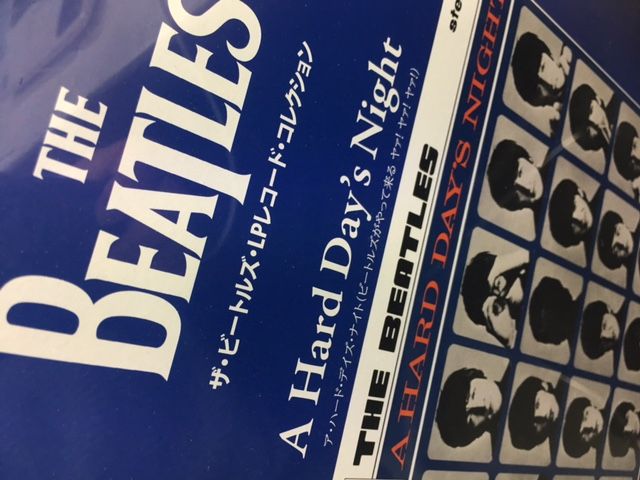 THE
BEATLES
ザ・ビートルズ・LPレコード・コレクション
A Hard Day's Night
ア・ハード・デイズ・ナイト(ビートルズがやって来る ヤァ! ヤァ! ヤァ!)
THE BEATLES
A HARD DAY'S NIGHT